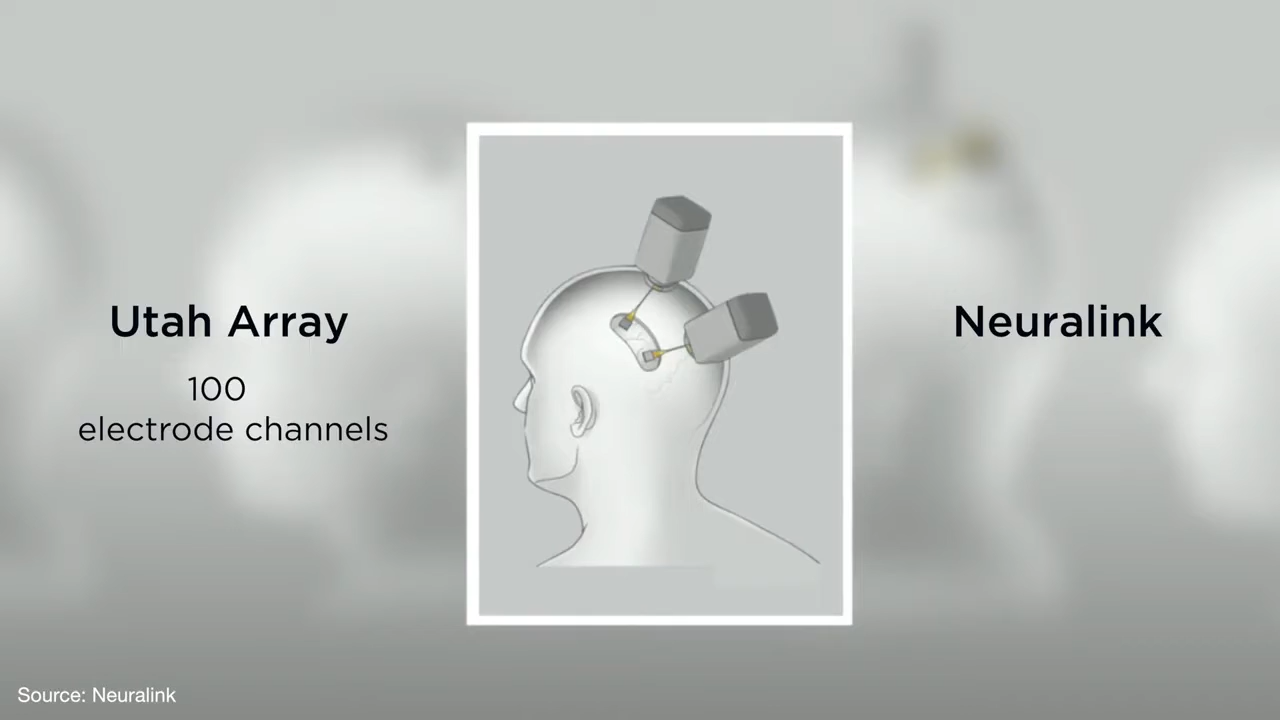 Utah Array
100
electrode channels
Neuralink
Source: Neuralink